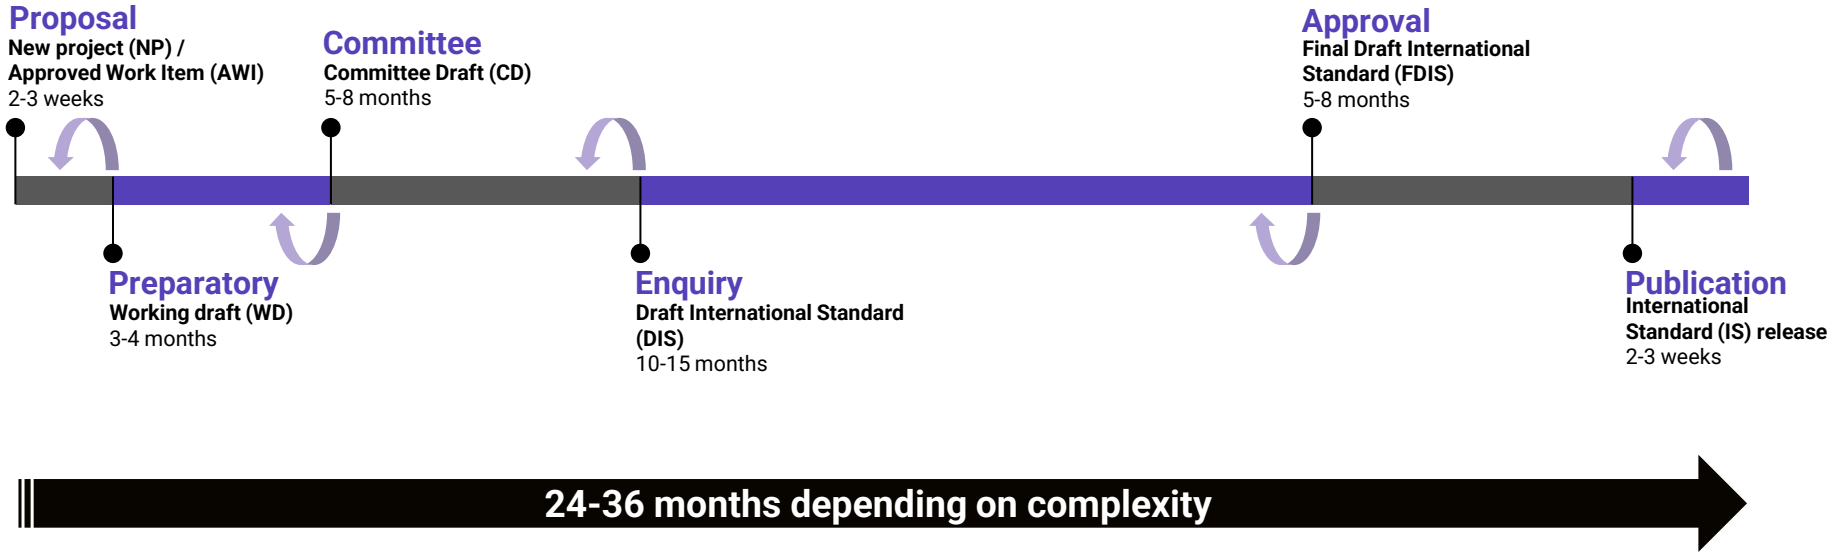 Proposal
New project (NP) /
Approved Work Item (AWI)
2-3 weeks
Committee
Committee Draft (CD)
5-8 months
Approval
Final Draft International
Standard (FDIS)
5-8 months
Preparatory
Working draft (WD)
3-4 months
Enquiry
Draft International Standard
(DIS)
10-15 months
Publication
International
Standard (IS) release
2-3 weeks
24-36 months depending on complexity